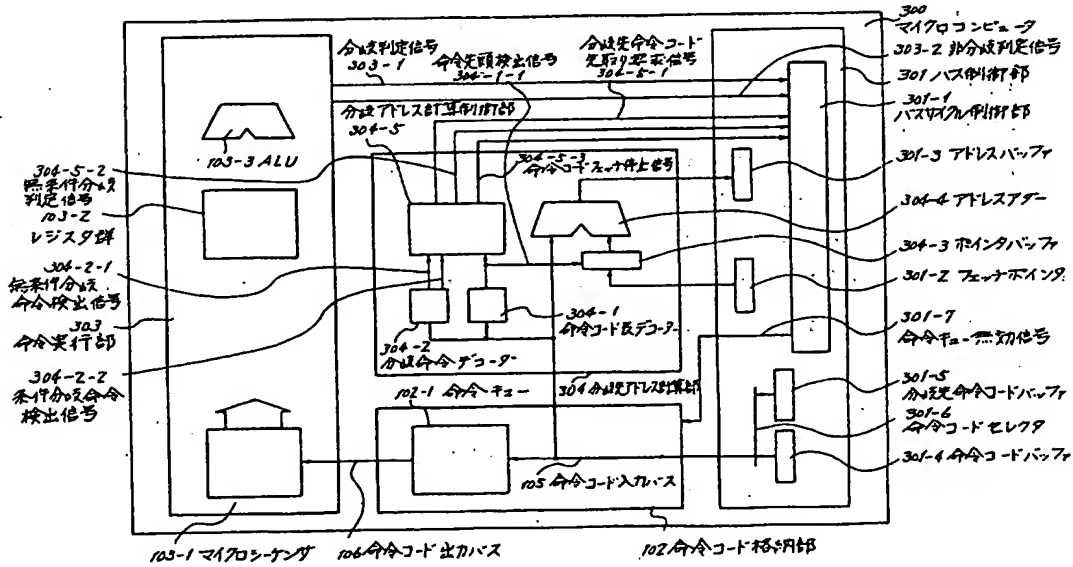 300
マイクロコンピュータ
分岐判定信号
303-1
命令先頭検出信号
304-1-1
分岐先命令コード
先取り要求信号
304-5-1
303-2 非分岐判定信号
301 バス制御部
301-1
バスサイクル制御部
分岐アドレス計算制御部
304-5
103-3 ALU
304-5-3
命令コードフェッチ停止信号
301-3 アドレスバッファ
304-5-2
無条件分岐
判定信号
103-2
レジスタ群
304-4 アドレスアダー
304-3 ポインタバッファ
304-2-1
無条件分岐
命令検出信号
303
命令実行部
301-2 フェッチポインタ
304-2
分岐命令デコーダー
304-1
命令コード長デコーダー
301-7
命令キュー無効信号
304-2-2
条件分岐命令
検出信号
102-1 命令キュー
304 分岐先アドレス計算部
301-5
分岐先命令コードバッファ
301-6
命令コードセレクタ
301-4 命令コードバッファ
105 命令コード入力バス
103-1 マイクロシーケンサ
106 命令コード出力バス
102 命令コード格納部